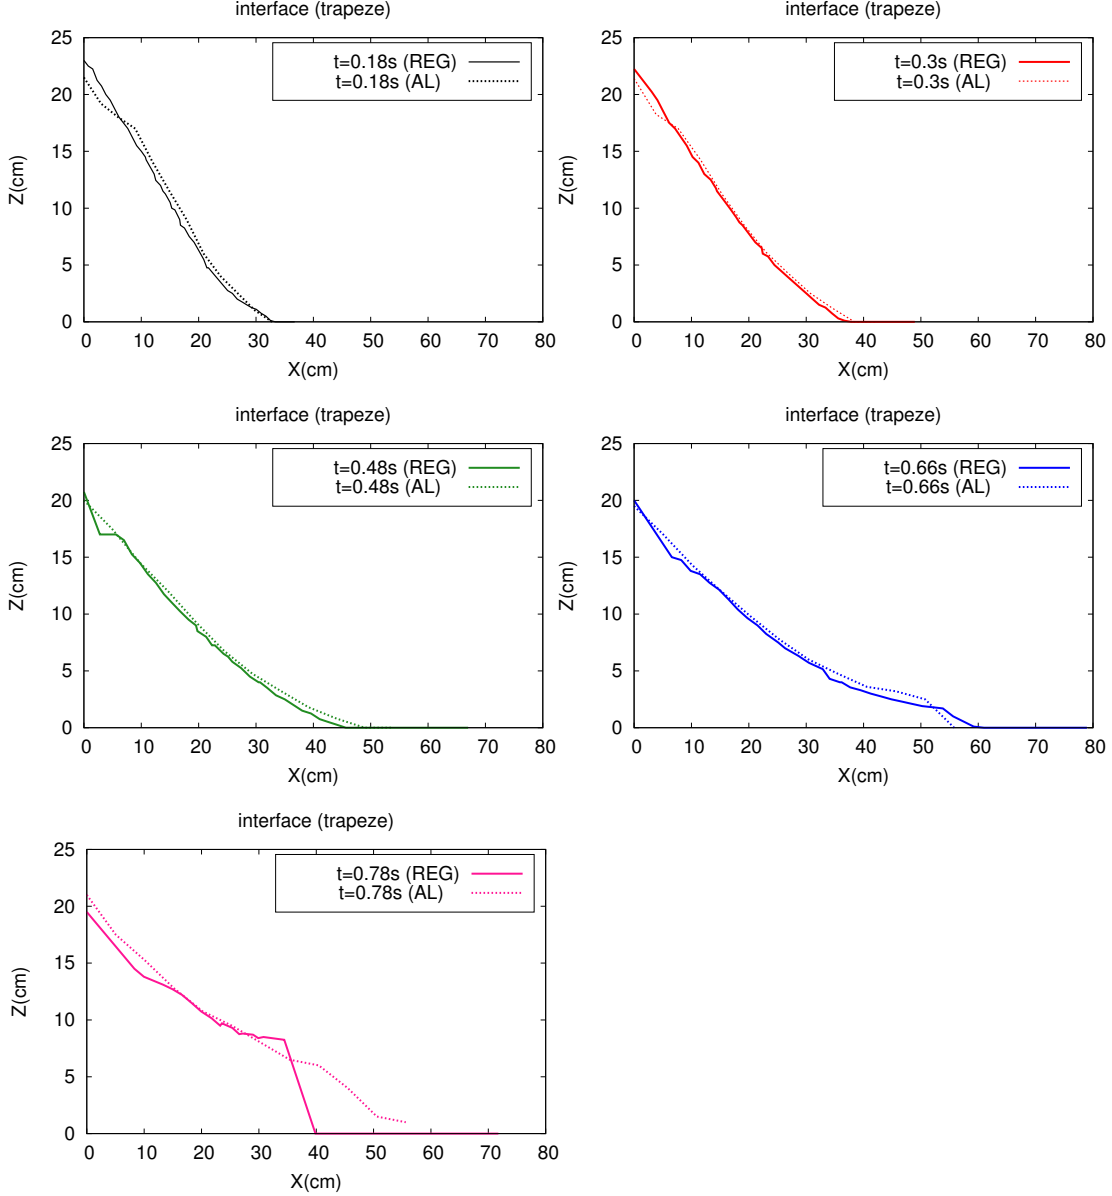 interface (trapeze)
t=0.18s (REG)
t=0.18s (AL)
25
20
15
10
5
0
Z(cm)
0 10 20 30 40 50 60 70 80
X(cm)
interface (trapeze)
t=0.3s (REG)
t=0.3s (AL)
25
20
15
10
5
0
Z(cm)
0 10 20 30 40 50 60 70 80
X(cm)
interface (trapeze)
t=0.48s (REG)
t=0.48s (AL)
25
20
15
10
5
0
Z(cm)
0 10 20 30 40 50 60 70 80
X(cm)
interface (trapeze)
t=0.66s (REG)
t=0.66s (AL)
25
20
15
10
5
0
Z(cm)
0 10 20 30 40 50 60 70 80
X(cm)
interface (trapeze)
t=0.78s (REG)
t=0.78s (AL)
25
20
15
10
5
0
Z(cm)
0 10 20 30 40 50 60 70 80
X(cm)